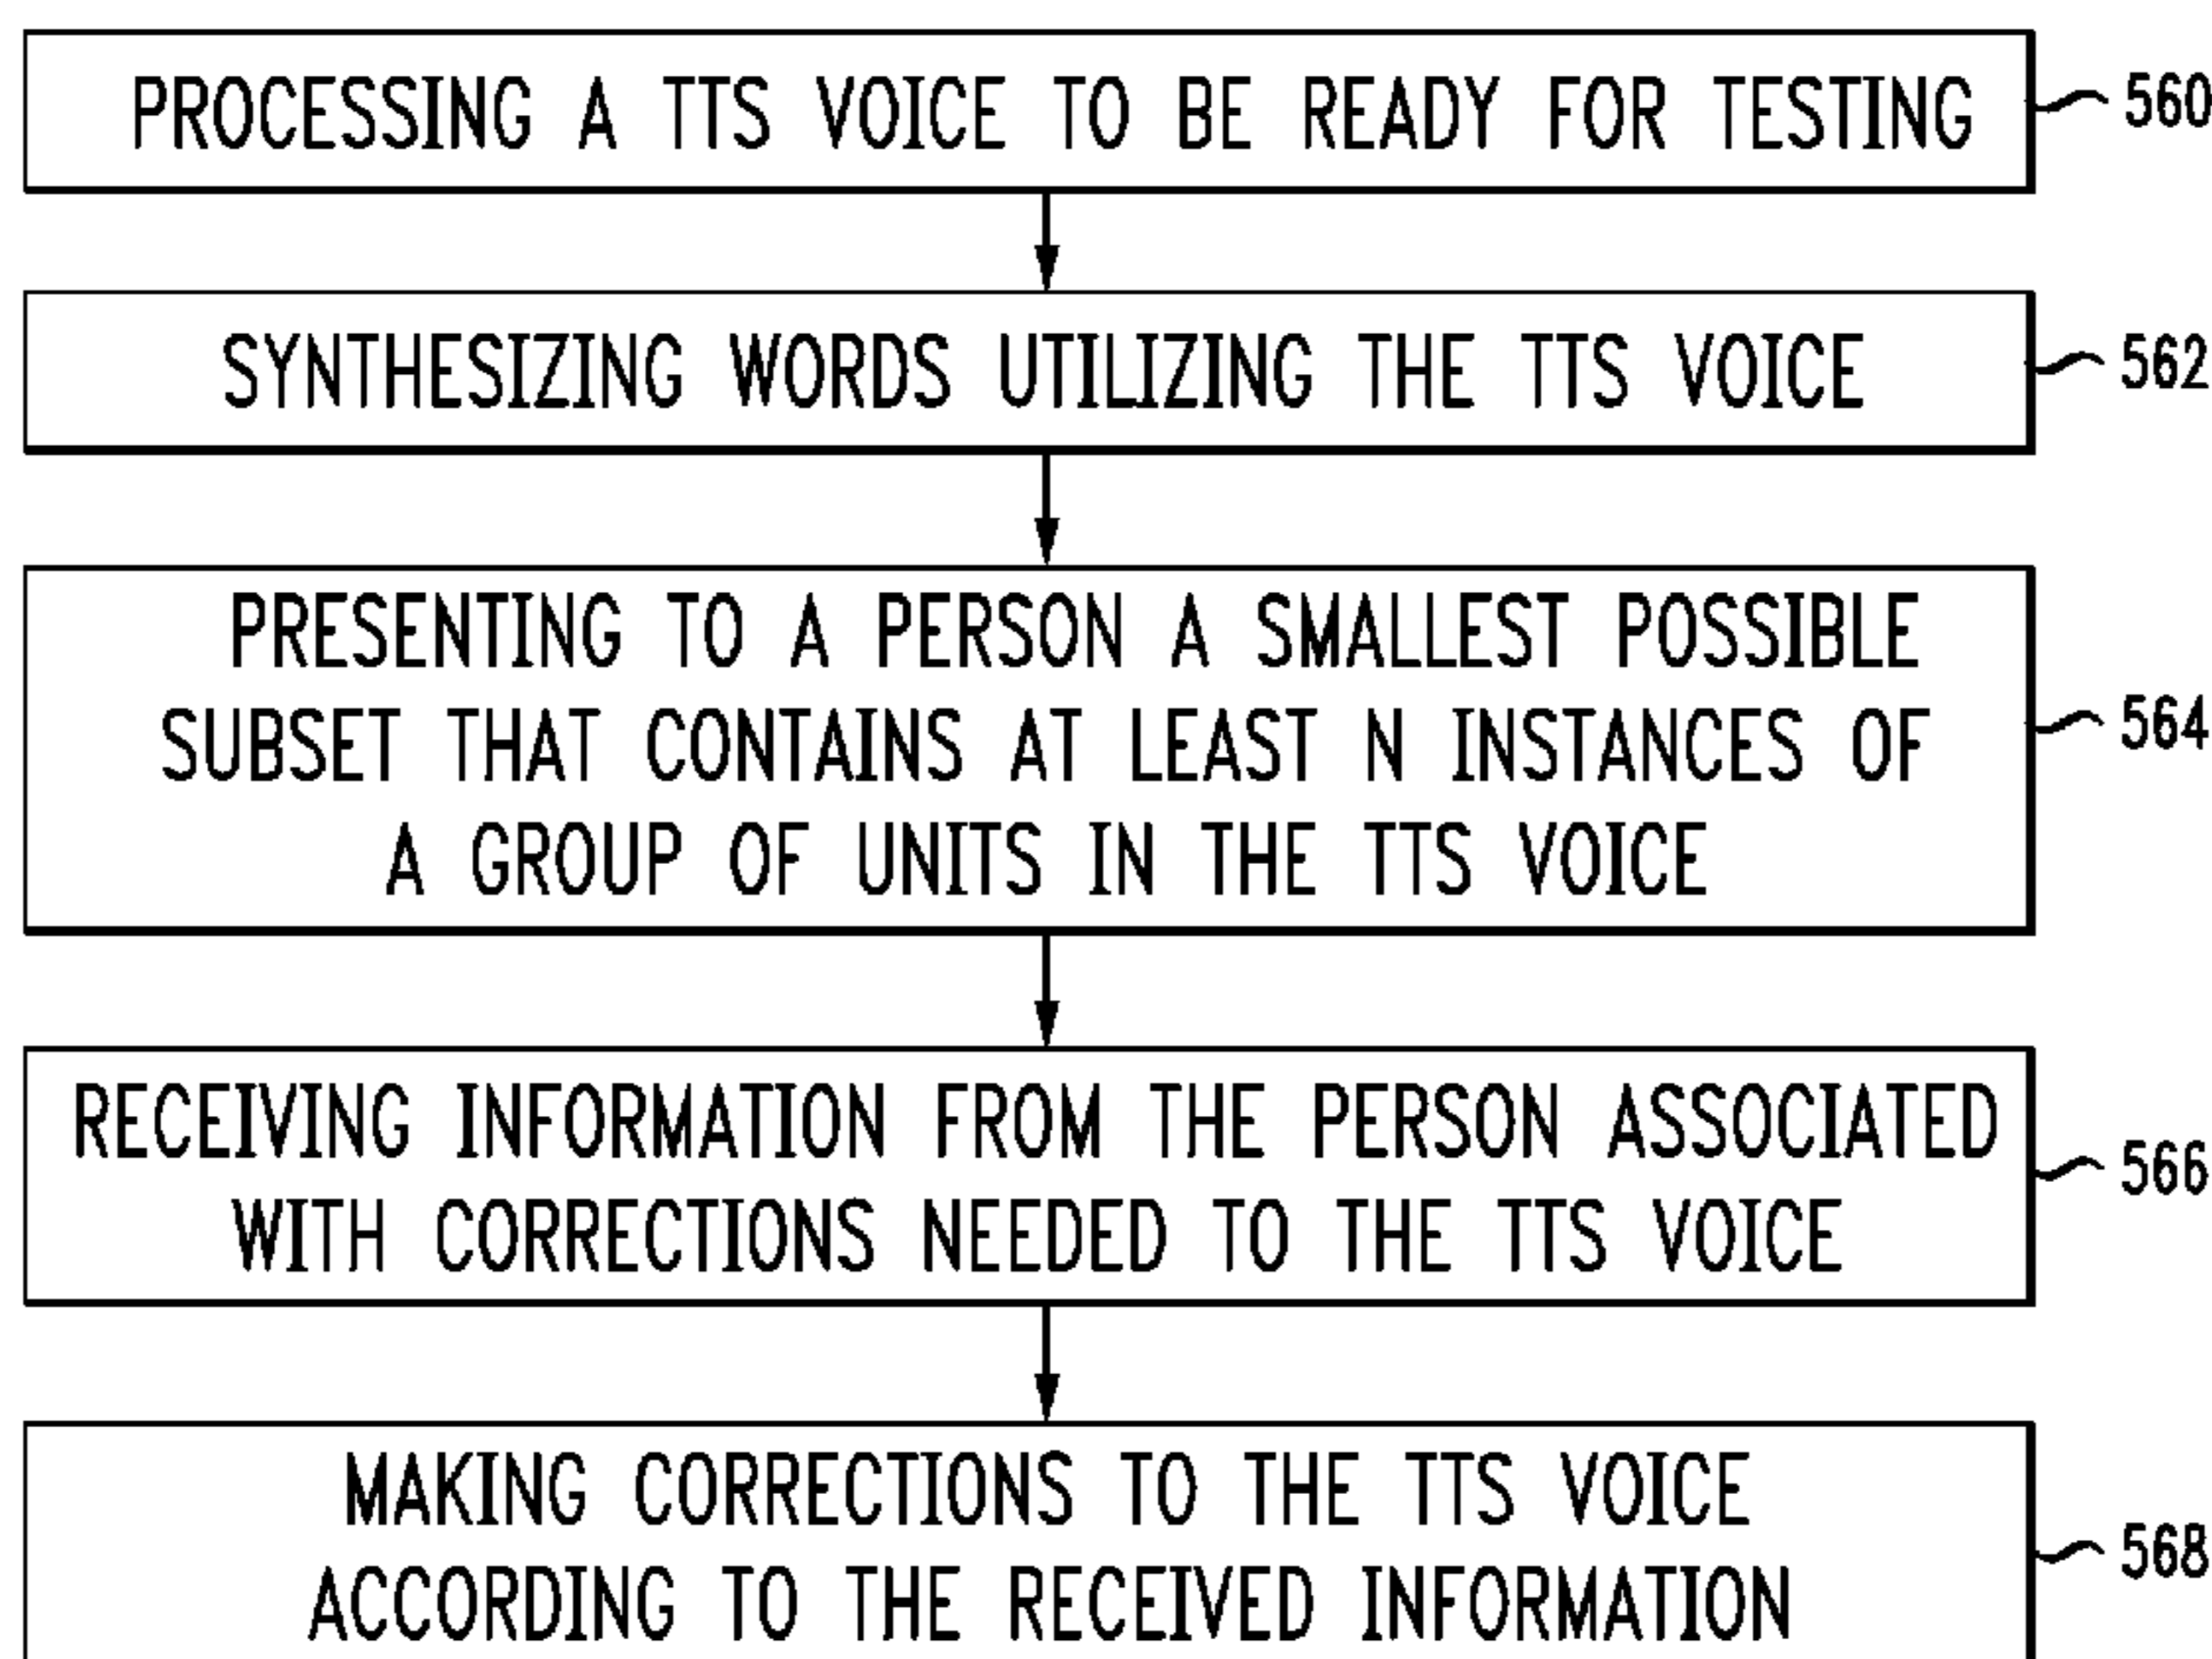 PROCESSING A TTS VOICE TO BE READY FOR TESTING
560
SYNTHESIZING WORDS UTILIZING THE TTS VOICE
562
PRESENTING TO A PERSON A SMALLEST POSSIBLE
SUBSET THAT CONTAINS AT LEAST N INSTANCES OF
A GROUP OF UNITS IN THE TTS VOICE
564
RECEIVING INFORMATION FROM THE PERSON ASSOCIATED
WITH CORRECTIONS NEEDED TO THE TTS VOICE
566
MAKING CORRECTIONS TO THE TTS VOICE
ACCORDING TO THE RECEIVED INFORMATION
568